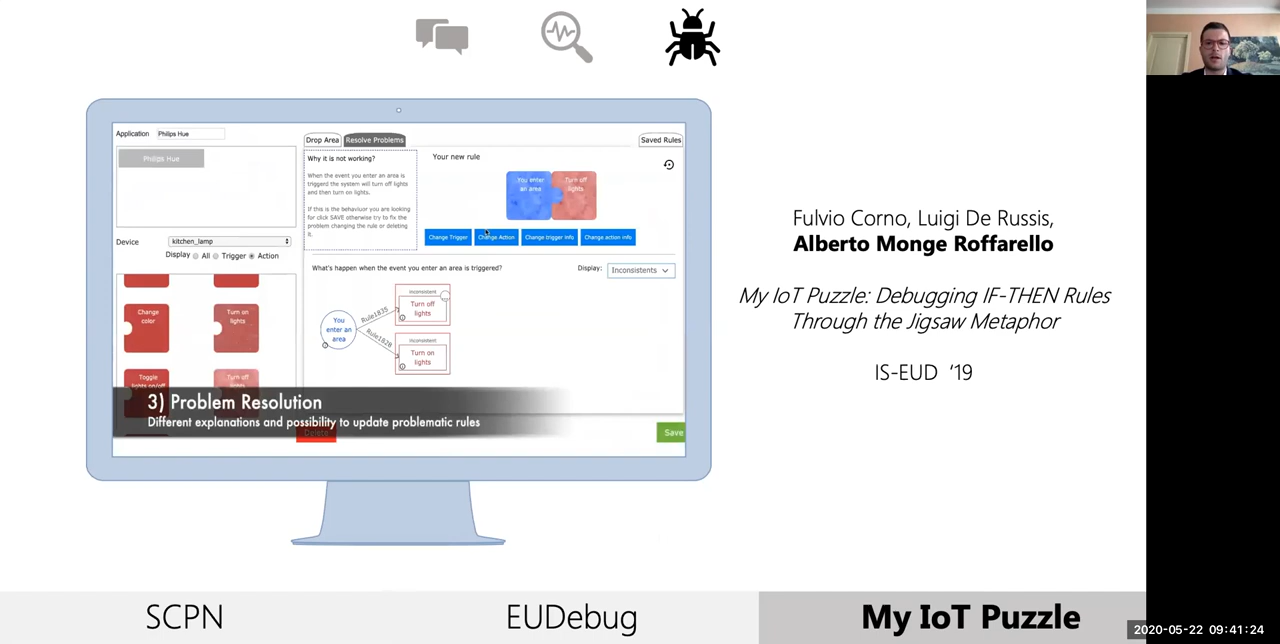 Application
Philips Hue
Philips Hue
Device
kitchen_lamp
Display
All
Trigger
Action
Change color
Turn on lights
Toggle lights on/off
Turn off lights
Drop Area
Resolve Problems
Saved Rules
Why it is not working?
When the event you enter an area is
triggerd the system will turn off lights
and then turn on lights.
If this is the behaviuor you are looking
for click SAVE otherwise try to fix the
problem changing the rule or deleting
it.
Your new rule
You enter an area
Turn off lights
Change Trigger
Change Action
Change trigger info
Change action info
What's happen when the event you enter an area is triggered?
Display:
Inconsistents
You enter an area
Rule1835
Rule1828
inconsistent
Turn off lights
inconsistent
Turn on lights
3) Problem Resolution
Different explanations and possibility to update problematic rules
Delete
Save
Fulvio Corno, Luigi De Russis,
Alberto Monge Roffarello
My IoT Puzzle: Debugging IF-THEN Rules
Through the Jigsaw Metaphor
IS-EUD '19
SCPN
EUDebug
My IoT Puzzle
2020-05-22 09:41:24